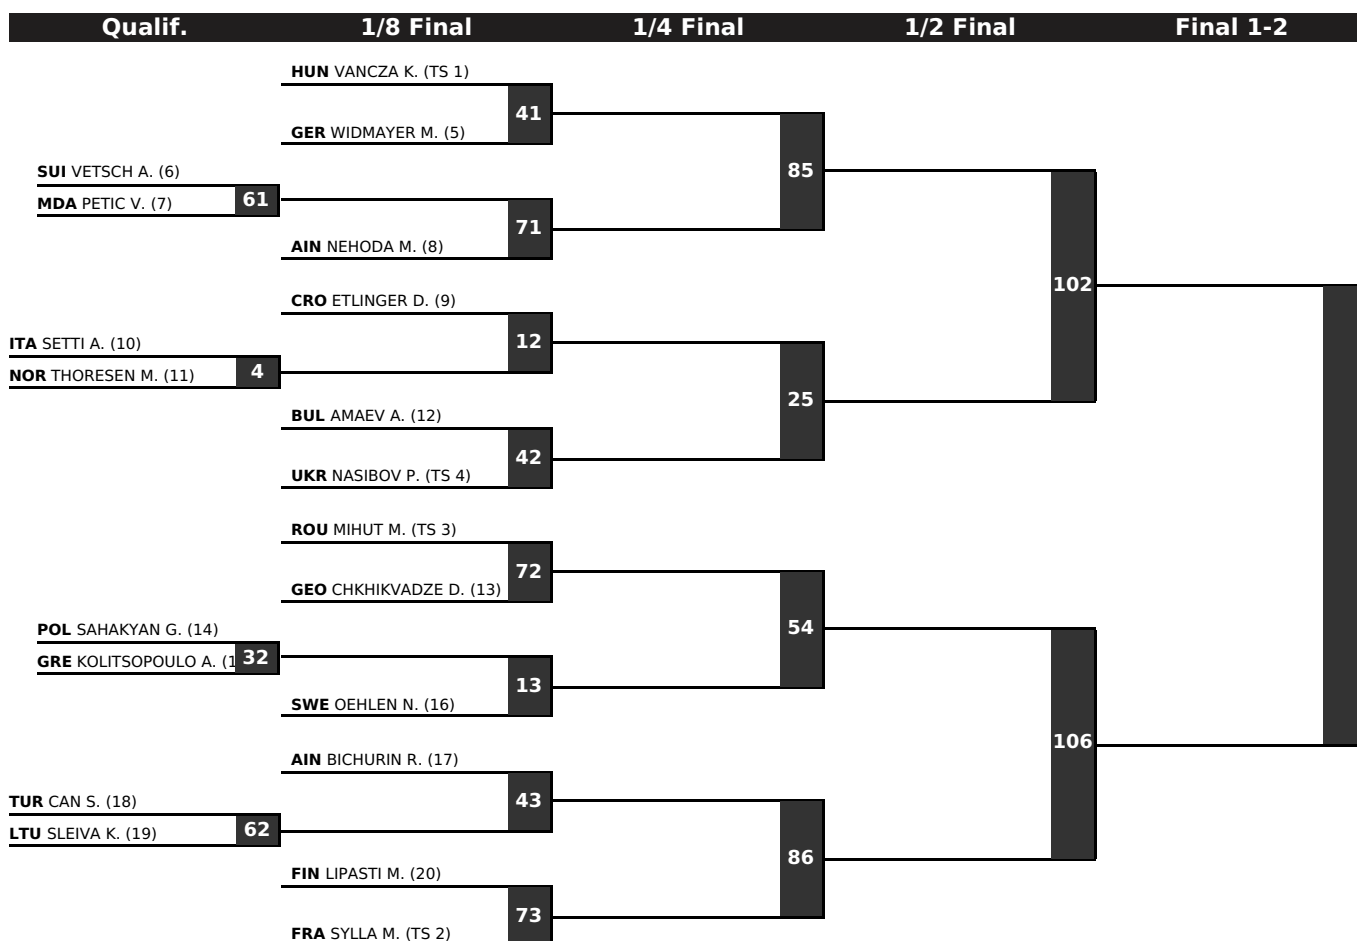 Qualif. 1/8 Final 1/4 Final 1/2 Final Final 1-2
HUN VANCZA K. (TS 1)
41
GER WIDMAYER M. (5)
SUI VETSCH A. (6)
85
MDA PETIC V. (7) 61
71
AIN NEHODA M. (8)
102
CRO ETLINGER D. (9)
ITA SETTI A. (10)
12
NOR THORESEN M. (11) 4
25
BUL AMAEV A. (12)
42
UKR NASIBOV P. (TS 4)
ROU MIHUT M. (TS 3)
72
GEO CHKHIKVADZE D. (13)
POL SAHAKYAN G. (14)
54
GRE KOLITSOPOULO A. (1 32
13
SWE OEHLEN N. (16)
106
AIN BICHURIN R. (17)
TUR CAN S. (18)
43
LTU SLEIVA K. (19) 62
86
FIN LIPASTI M. (20)
73
FRA SYLLA M. (TS 2)